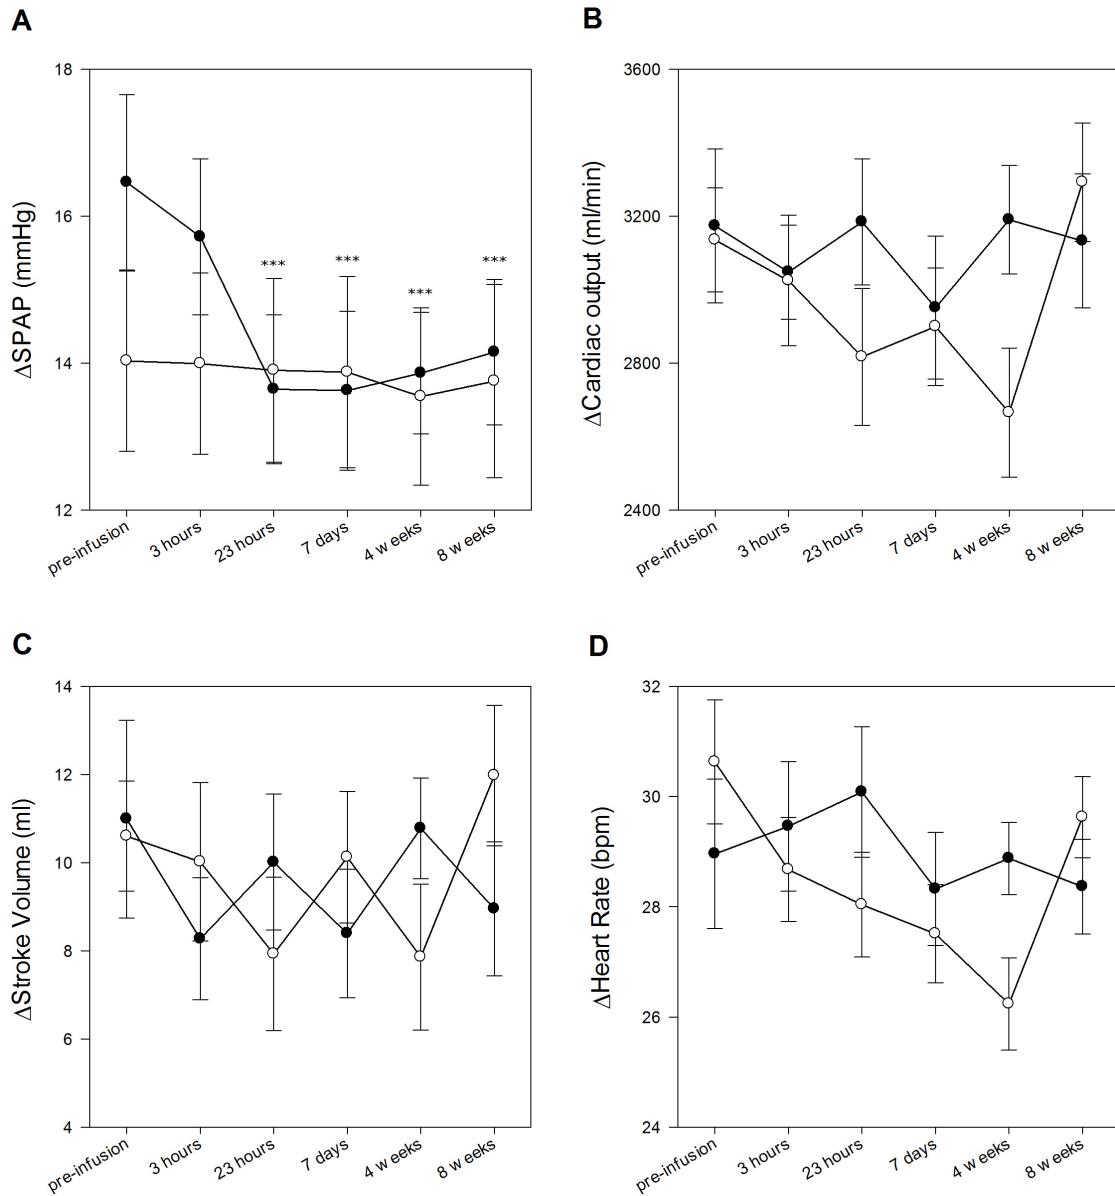 A
ΔSPAP (mmHg)
18
16
14
12
***
***
***
***
pre-infusion
3 hours
23 hours
7 days
4 w eeks
8 w eeks
B
ΔCardiac output (ml/min)
3600
3200
2800
2400
pre-infusion
3 hours
23 hours
7 days
4 w eeks
8 w eeks
C
ΔStroke Volume (ml)
14
12
10
8
6
4
pre-infusion
3 hours
23 hours
7 days
4 w eeks
8 w eeks
D
ΔHeart Rate (bpm)
32
30
28
26
24
pre-infusion
3 hours
23 hours
7 days
4 w eeks
8 w eeks